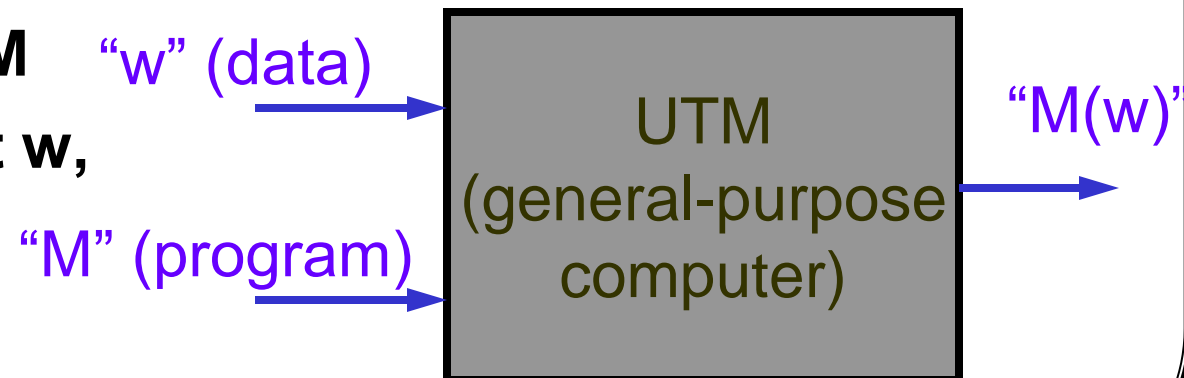 “w” (data)
w,
“M” (program)
UTM
(general-purpose
computer)
“M(w)”